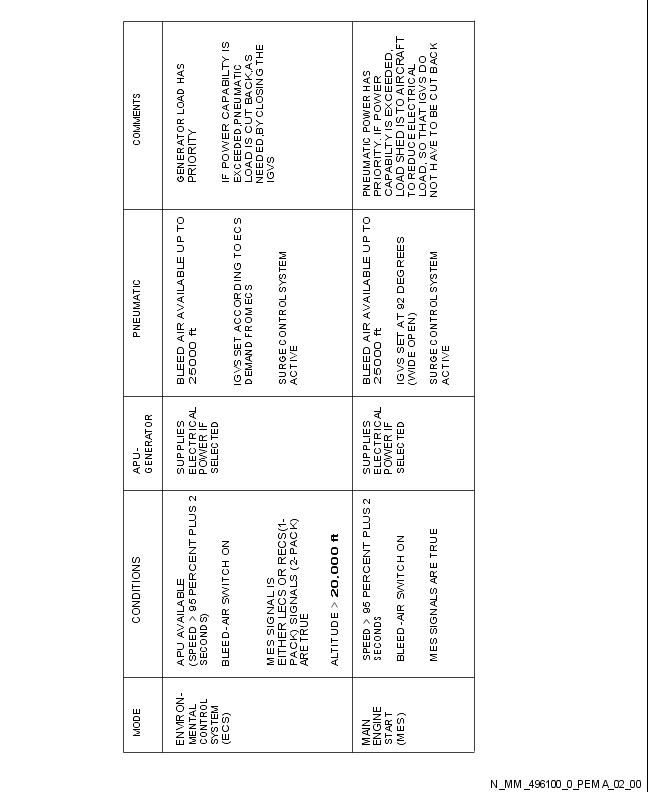 MODE
CONDITIONS
APU-
GENERATOR
PNEUMATIC
COMMENTS
ENVIRON-
MENTAL
CONTROL
SYSTEM
(ECS)
APU AVAILABLE
(SPEED > 95 PERCENT PLUS 2
SECONDS)
BLEED-AIR SWITCH ON
MES SIGNAL IS
EITHER LECS OR RECS(1-
PACK) SIGNALS (2-PACK)
ARE TRUE
ALTITUDE > 20.000 ft
SUPPLIES
ELECTRICAL
POWER IF
SELECTED
BLEED AIR AVAILABLE UP TO
25000 ft
IGVS SET ACCORDING TO ECS
DEMAND FROM ECS
SURGE CONTROL SYSTEM
ACTIVE
GENERATOR LOAD HAS
PRIORITY
IF POWER CAPABILTY IS
EXCEEDED,PNEUMATIC
LOAD IS CUT BACK,AS
NEEDED,BY CLOSING THE
IGVS
MAIN
ENGINE
START
(MES)
SPEED > 95 PERCENT PLUS 2
SECONDS
BLEED-AIR SWITCH ON
MES SIGNALS ARE TRUE
SUPPLIES
ELECTRICAL
POWER IF
SELECTED
BLEED AIR AVAILABLE UP TO
25000 ft
IGVS SET AT 92 DEGREES
(WIDE OPEN)
SURGE CONTROL SYSTEM
ACTIVE
PNEUMATIC POWER HAS
PRIORITY. IF POWER
CAPABILTY IS EXCEEDED,
LOAD SHED IS TO AIRCRAFT
TO REDUCE ELECTRICAL
LOAD, SO THAT IGVS DO
NOT HAVE TO BE CUT BACK
N_MM_496100_0_PEMA_02_00